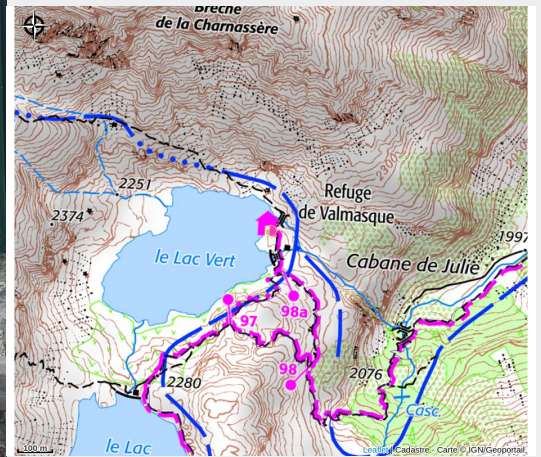 Brèche
de la Charnassère
2251
2374
Refuge
de Valmasque
1997
le Lac Vert
Cabane de Julie
97
98a
98
2280
2076
Casc.
le Lac
100 m
Leaflet | Cadastre - Carte © IGN/Geoportail